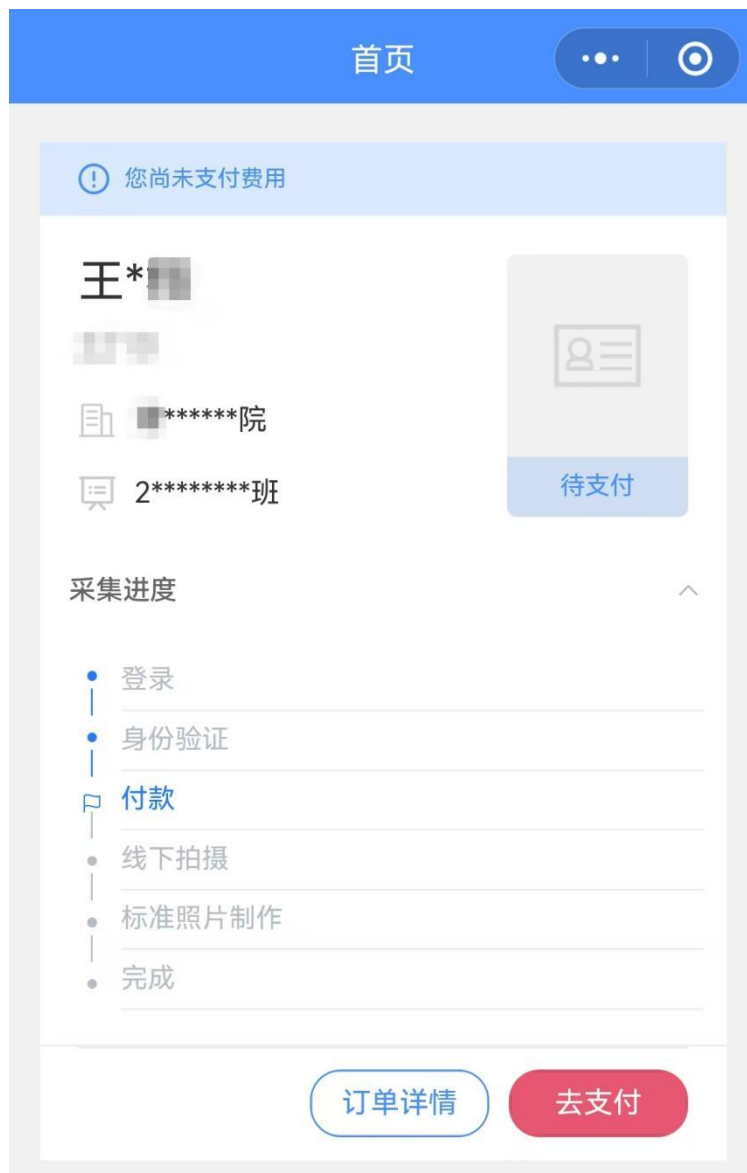 首页
您尚未支付费用
王*
******院
2********班
待支付
采集进度
登录
身份验证
付款
线下拍摄
标准照片制作
完成
订单详情
去支付